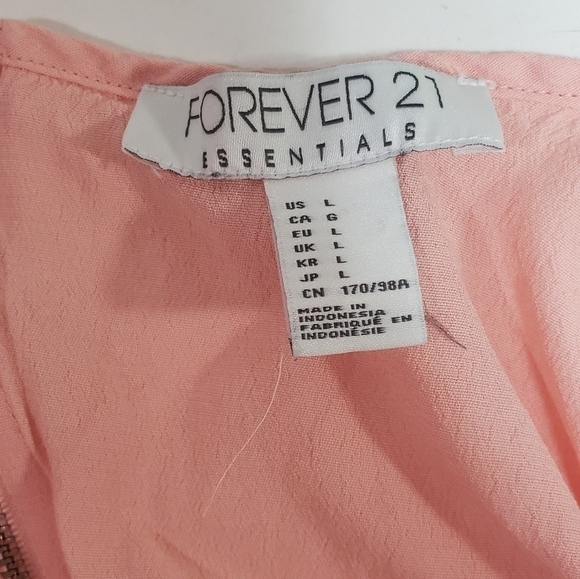 FOREVER 21
ESSENTIALS
US L
CA G
EU L
UK L
KR L
JP L
CN 170/98A
MADE IN
INDONESIA
FABRIQUÉ EN
INDONÉSIE